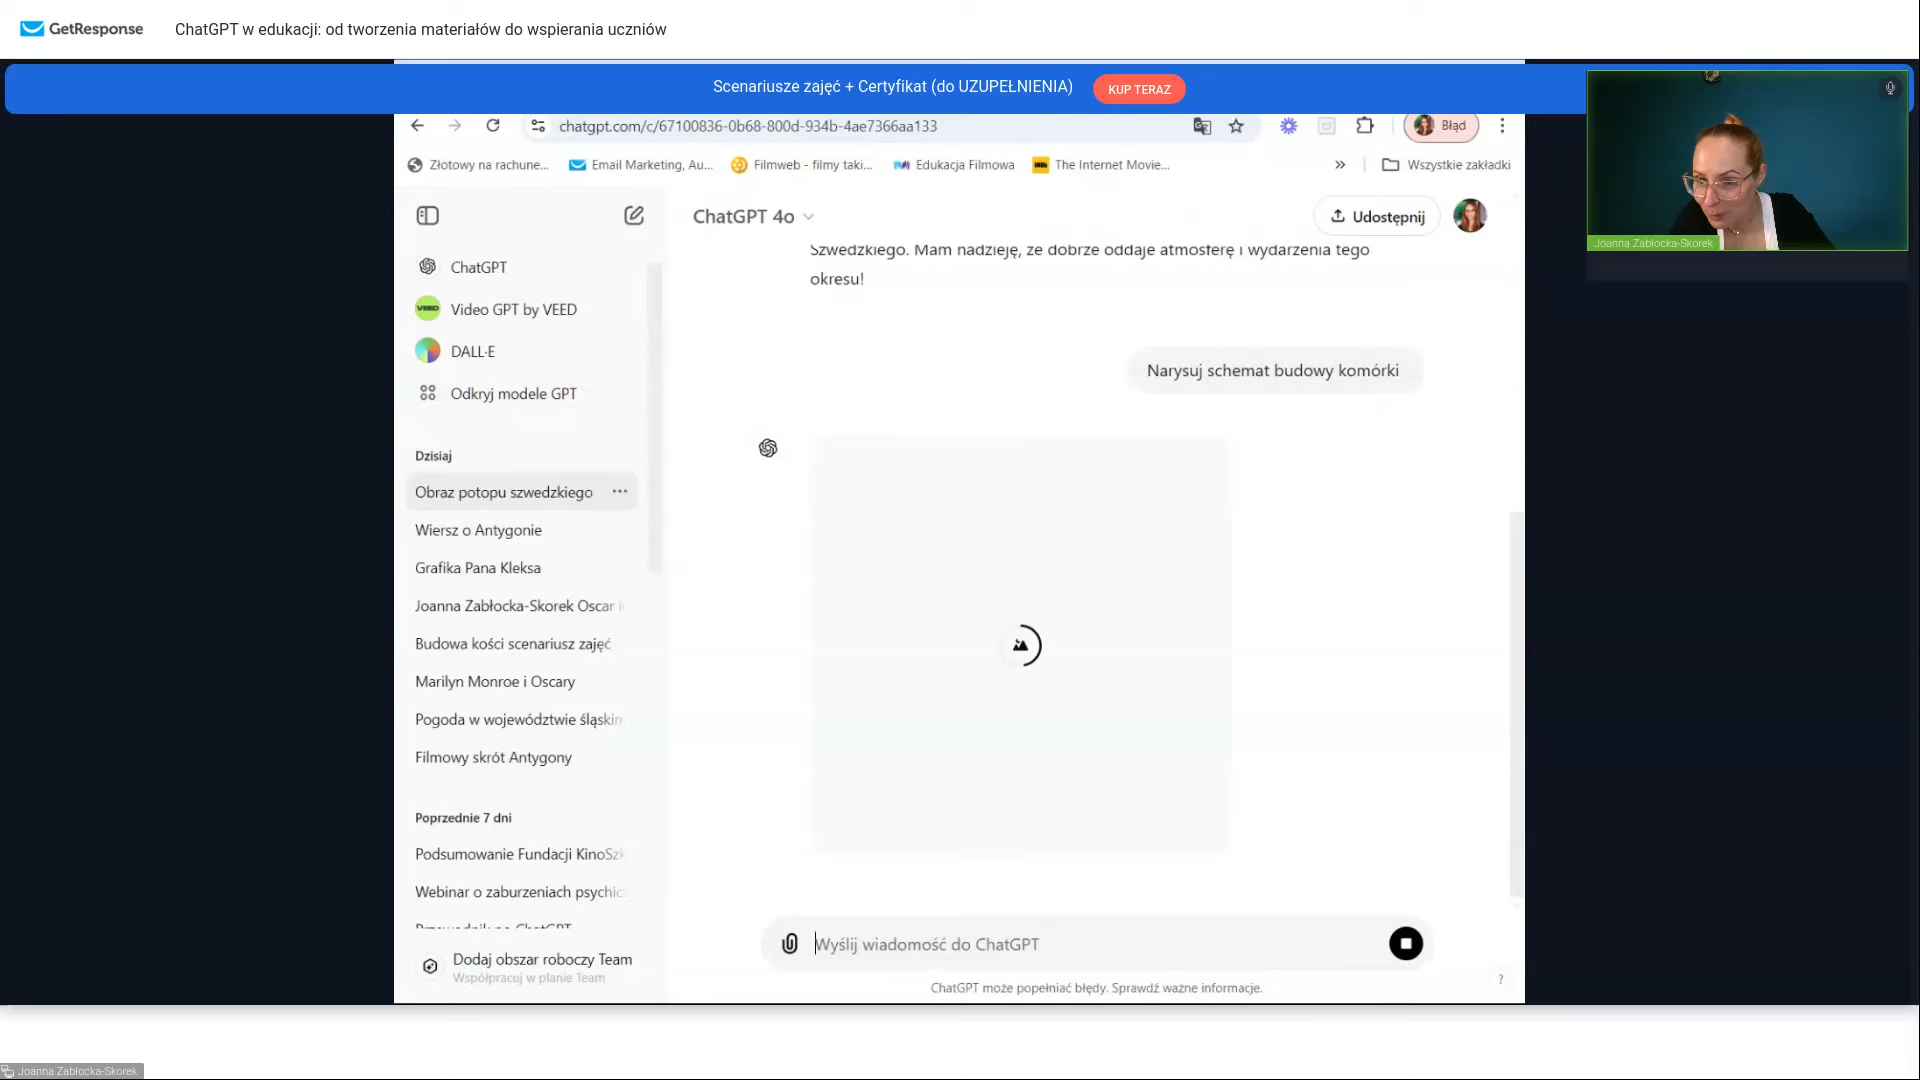 GetResponse
ChatGPT w edukacji: od tworzenia materiałów do wspierania uczniów
Scenariusze zajęć + Certyfikat (do UZUPEŁNIENIA)
KUP TERAZ
chatgpt.com/c/67100836-0b68-800d-934b-4ae7366aa133
Błąd
Złotowy na rachune...
Email Marketing, Au...
Filmweb - filmy taki...
Edukacja Filmowa
The Internet Movie...
»
Wszystkie zakładki
Joanna Zabłocka-Skorek
ChatGPT 4o
Udostępnij
ChatGPT
VEED
Video GPT by VEED
DALL·E
Odkryj modele GPT
Dzisiaj
Obraz potopu szwedzkiego
Wiersz o Antygonie
Grafika Pana Kleksa
Joanna Zabłocka-Skorek Oscar
Budowa kości scenariusz zajęć
Marilyn Monroe i Oscary
Pogoda w województwie śląskim
Filmowy skrót Antygony
Poprzednie 7 dni
Podsumowanie Fundacji KinoSzk
Webinar o zaburzeniach psychic
Przewodnik po ChatGPT
Dodaj obszar roboczy Team
Współpracuj w planie Team
Szwedzkiego. Mam nadzieję, że dobrze oddaje atmosferę i wydarzenia tego
okresu!
Narysuj schemat budowy komórki
Wyślij wiadomość do ChatGPT
ChatGPT może popełniać błędy. Sprawdź ważne informacje.
?
Joanna Zabłocka-Skorek